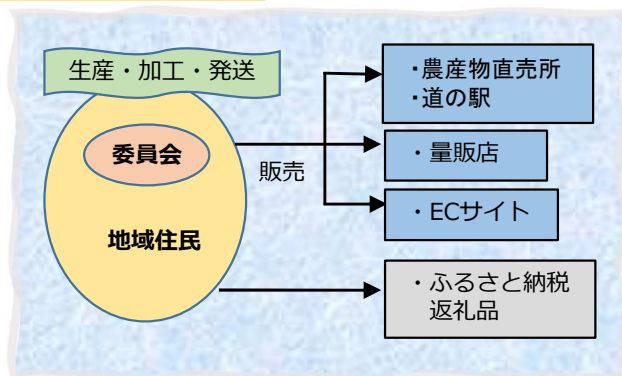 生産・加工・発送
委員会
地域住民
販売
・農産物直売所
・道の駅
・量販店
・ECサイト
・ふるさと納税
返礼品